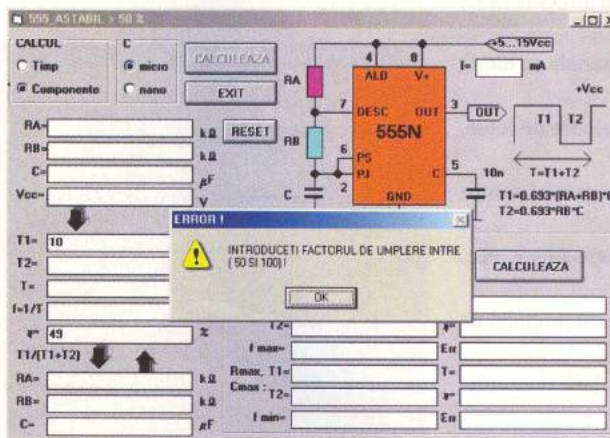 555_ASTABIL > 50 %
CALCUL
Timp
Componente
C
micro
nano
CALCULEAZA
EXIT
RESET
RA=
kΩ
RB=
kΩ
C=
µF
Vcc=
V
T1= 10
T2=
T=
f=1/T
η= 49 %
T1/(T1+T2)
RA=
kΩ
RB=
kΩ
C=
µF
+5...15Vcc
I=
mA
4
8
ALO
V+
RA
7
DESC
OUT
3
OUT
555N
RB
6
PS
PJ
2
C
5
C
10n
GND
+Vcc
T1
T2
T=T1+T2
T1=0.693*(RA+RB)*
T2=0.693*RB*C
ERROR !
INTRODUCETI FACTORUL DE UMPLERE INTRE
( 50 SI 100) !
OK
CALCULEAZA
T2=
η=
f max=
Err
Rmax,
Cmax :
T1=
T=
T2=
η=
f min=
Err